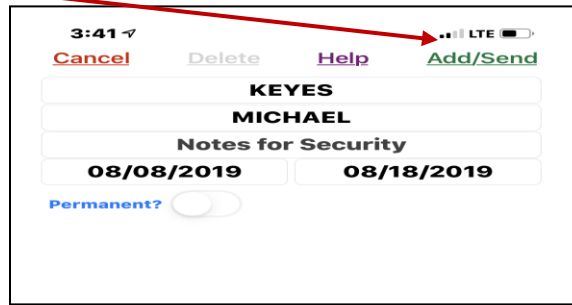 3:41 LTE
Cancel Delete Help Add/Send
KEYES
MICHAEL
Notes for Security
08/08/2019 08/18/2019
Permanent?